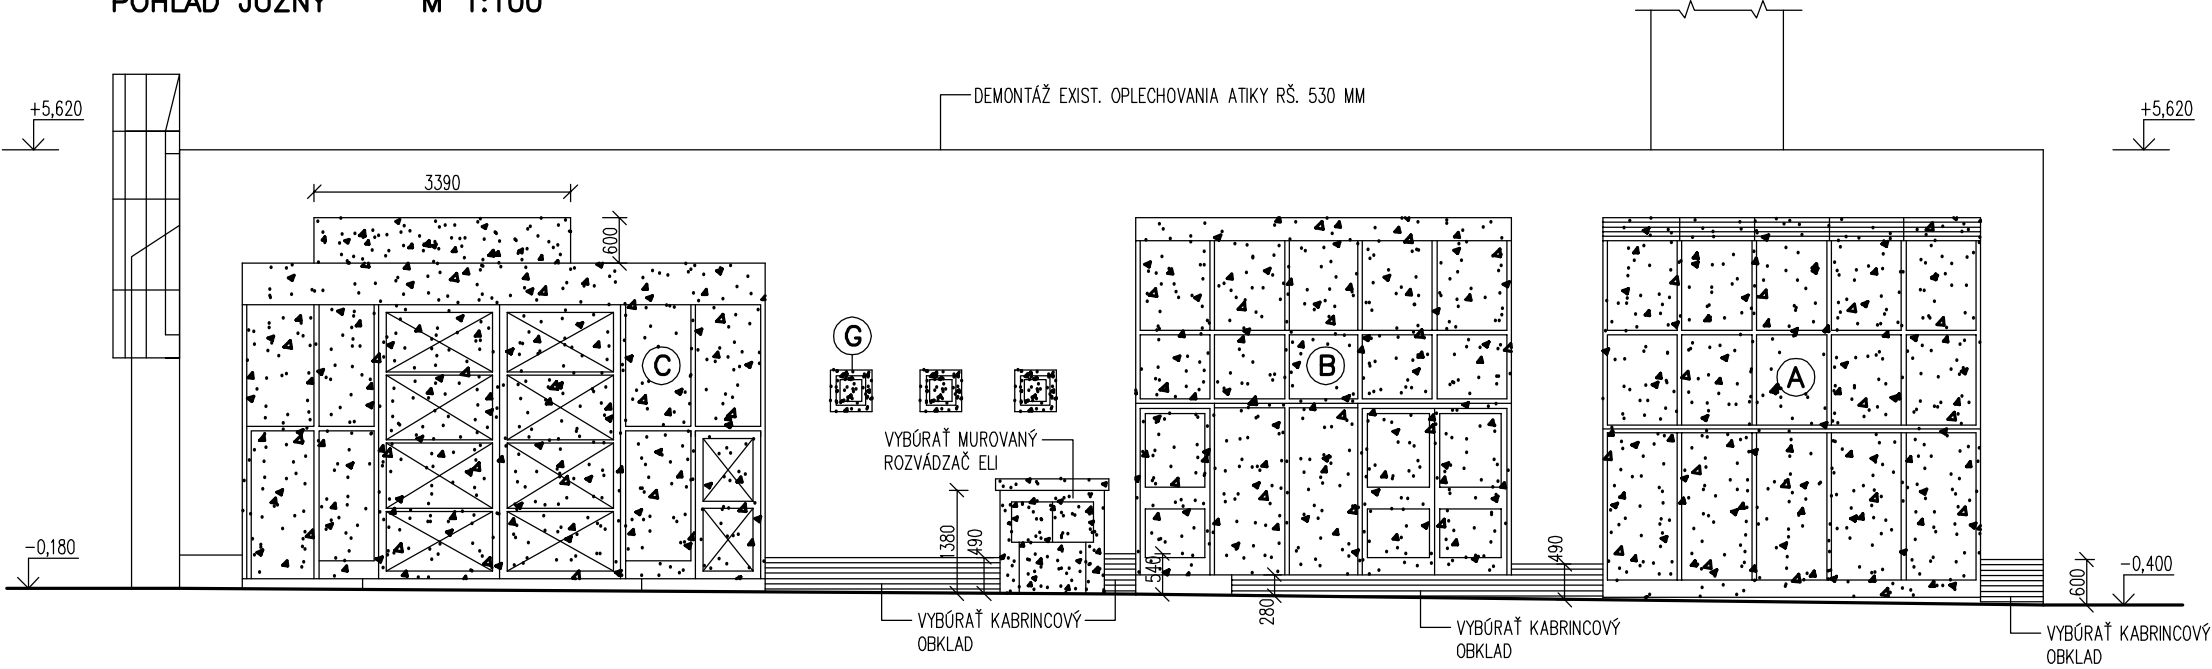 POHĽAD JUŽNÝ M 1:100
DEMONTÁŽ EXIST. OPLECHOVANIA ATIKY RŠ. 530 MM
+5,620
+5,620
3390
600
G
C
B
A
VYBÚRAŤ MUROVANÝ
ROZVÁDZAČ ELI
1380
490
540
280
490
600
-0,180
-0,400
VYBÚRAŤ KABRINCOVÝ
OBKLAD
VYBÚRAŤ KABRINCOVÝ
OBKLAD
VYBÚRAŤ KABRINCOVÝ
OBKLAD